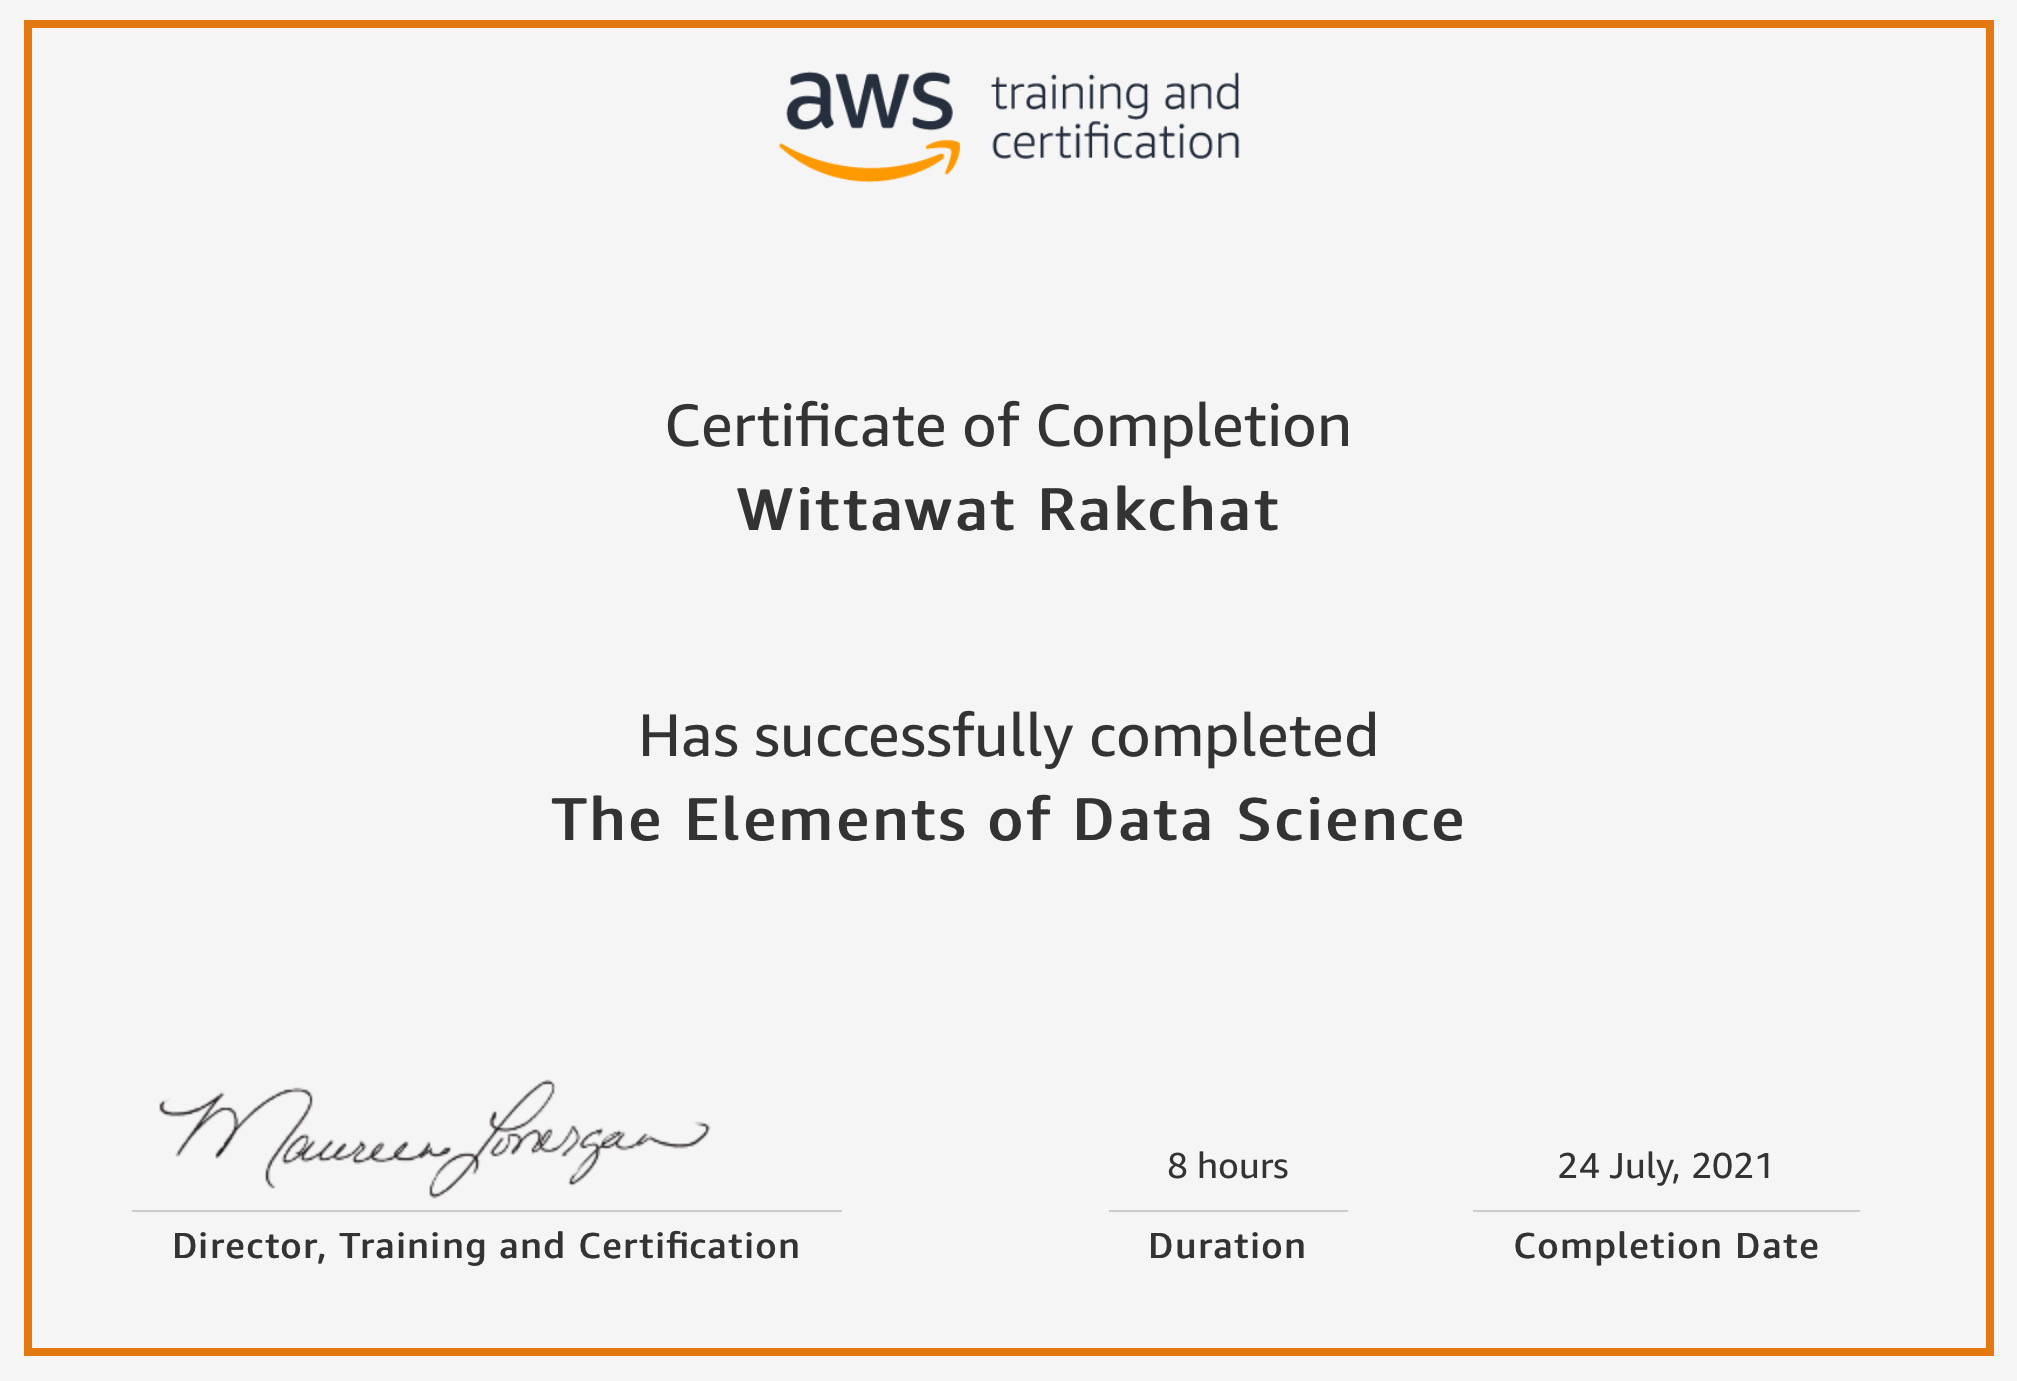 aws training and
certification
Certificate of Completion
Wittawat Rakchat
Has successfully completed
The Elements of Data Science
Maureen Lonergan
8 hours
24 July, 2021
Director, Training and Certification
Duration
Completion Date